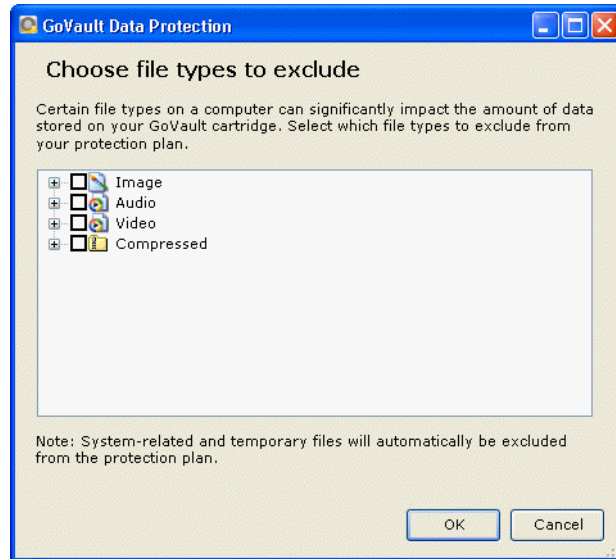 GoVault Data Protection
Choose file types to exclude
Certain file types on a computer can significantly impact the amount of data
stored on your GoVault cartridge. Select which file types to exclude from
your protection plan.
Image
Audio
Video
Compressed
Note: System-related and temporary files will automatically be excluded
from the protection plan.
OK Cancel